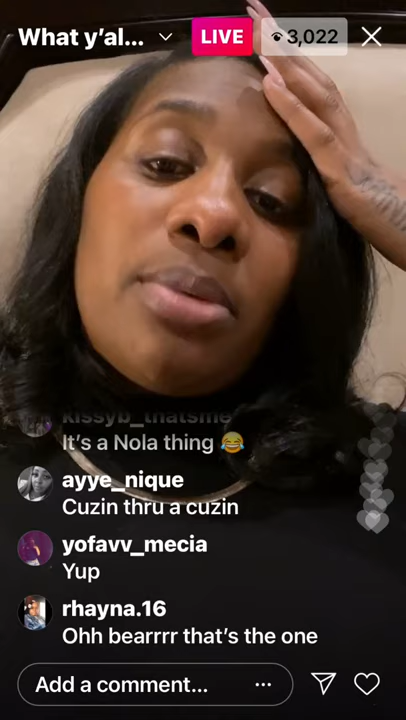 What y’al...
LIVE
3,022
kissyb_thatsme
It’s a Nola thing 😂
ayye_nique
Cuzin thru a cuzin
yofavv_mecia
Yup
rhayna.16
Ohh bearrrr that’s the one
Add a comment...